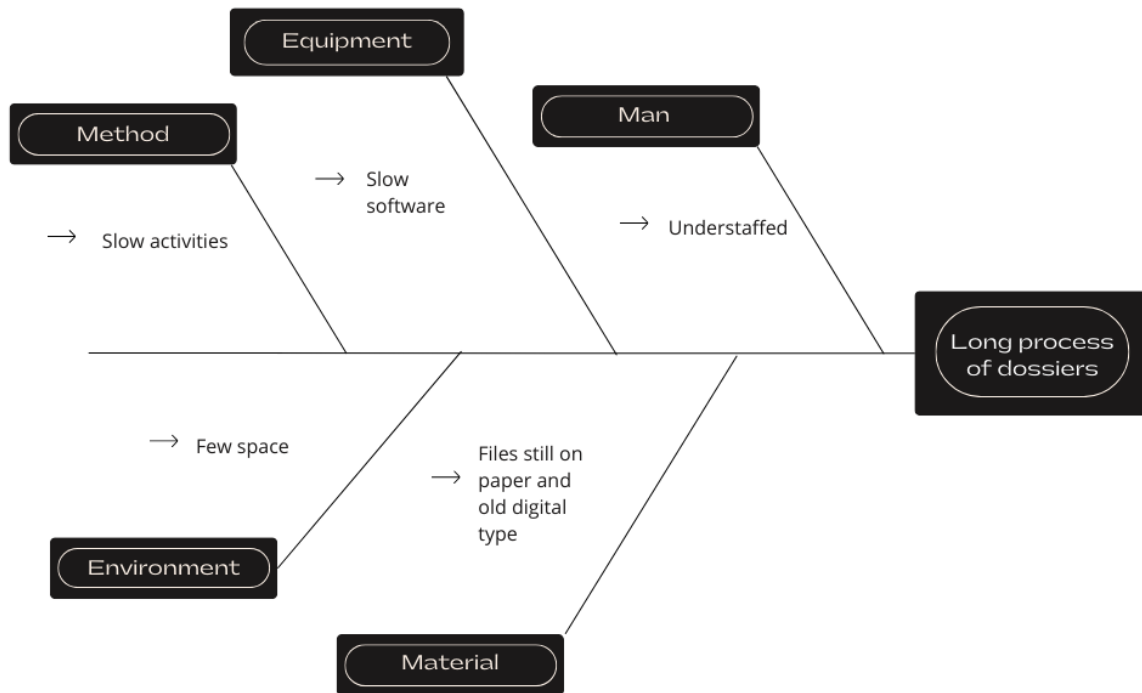 Equipment
Man
Method
Slow
software
Understaffed
Slow activities
Long process
of dossiers
Few space
Files still on
paper and
old digital
type
Environment
Material